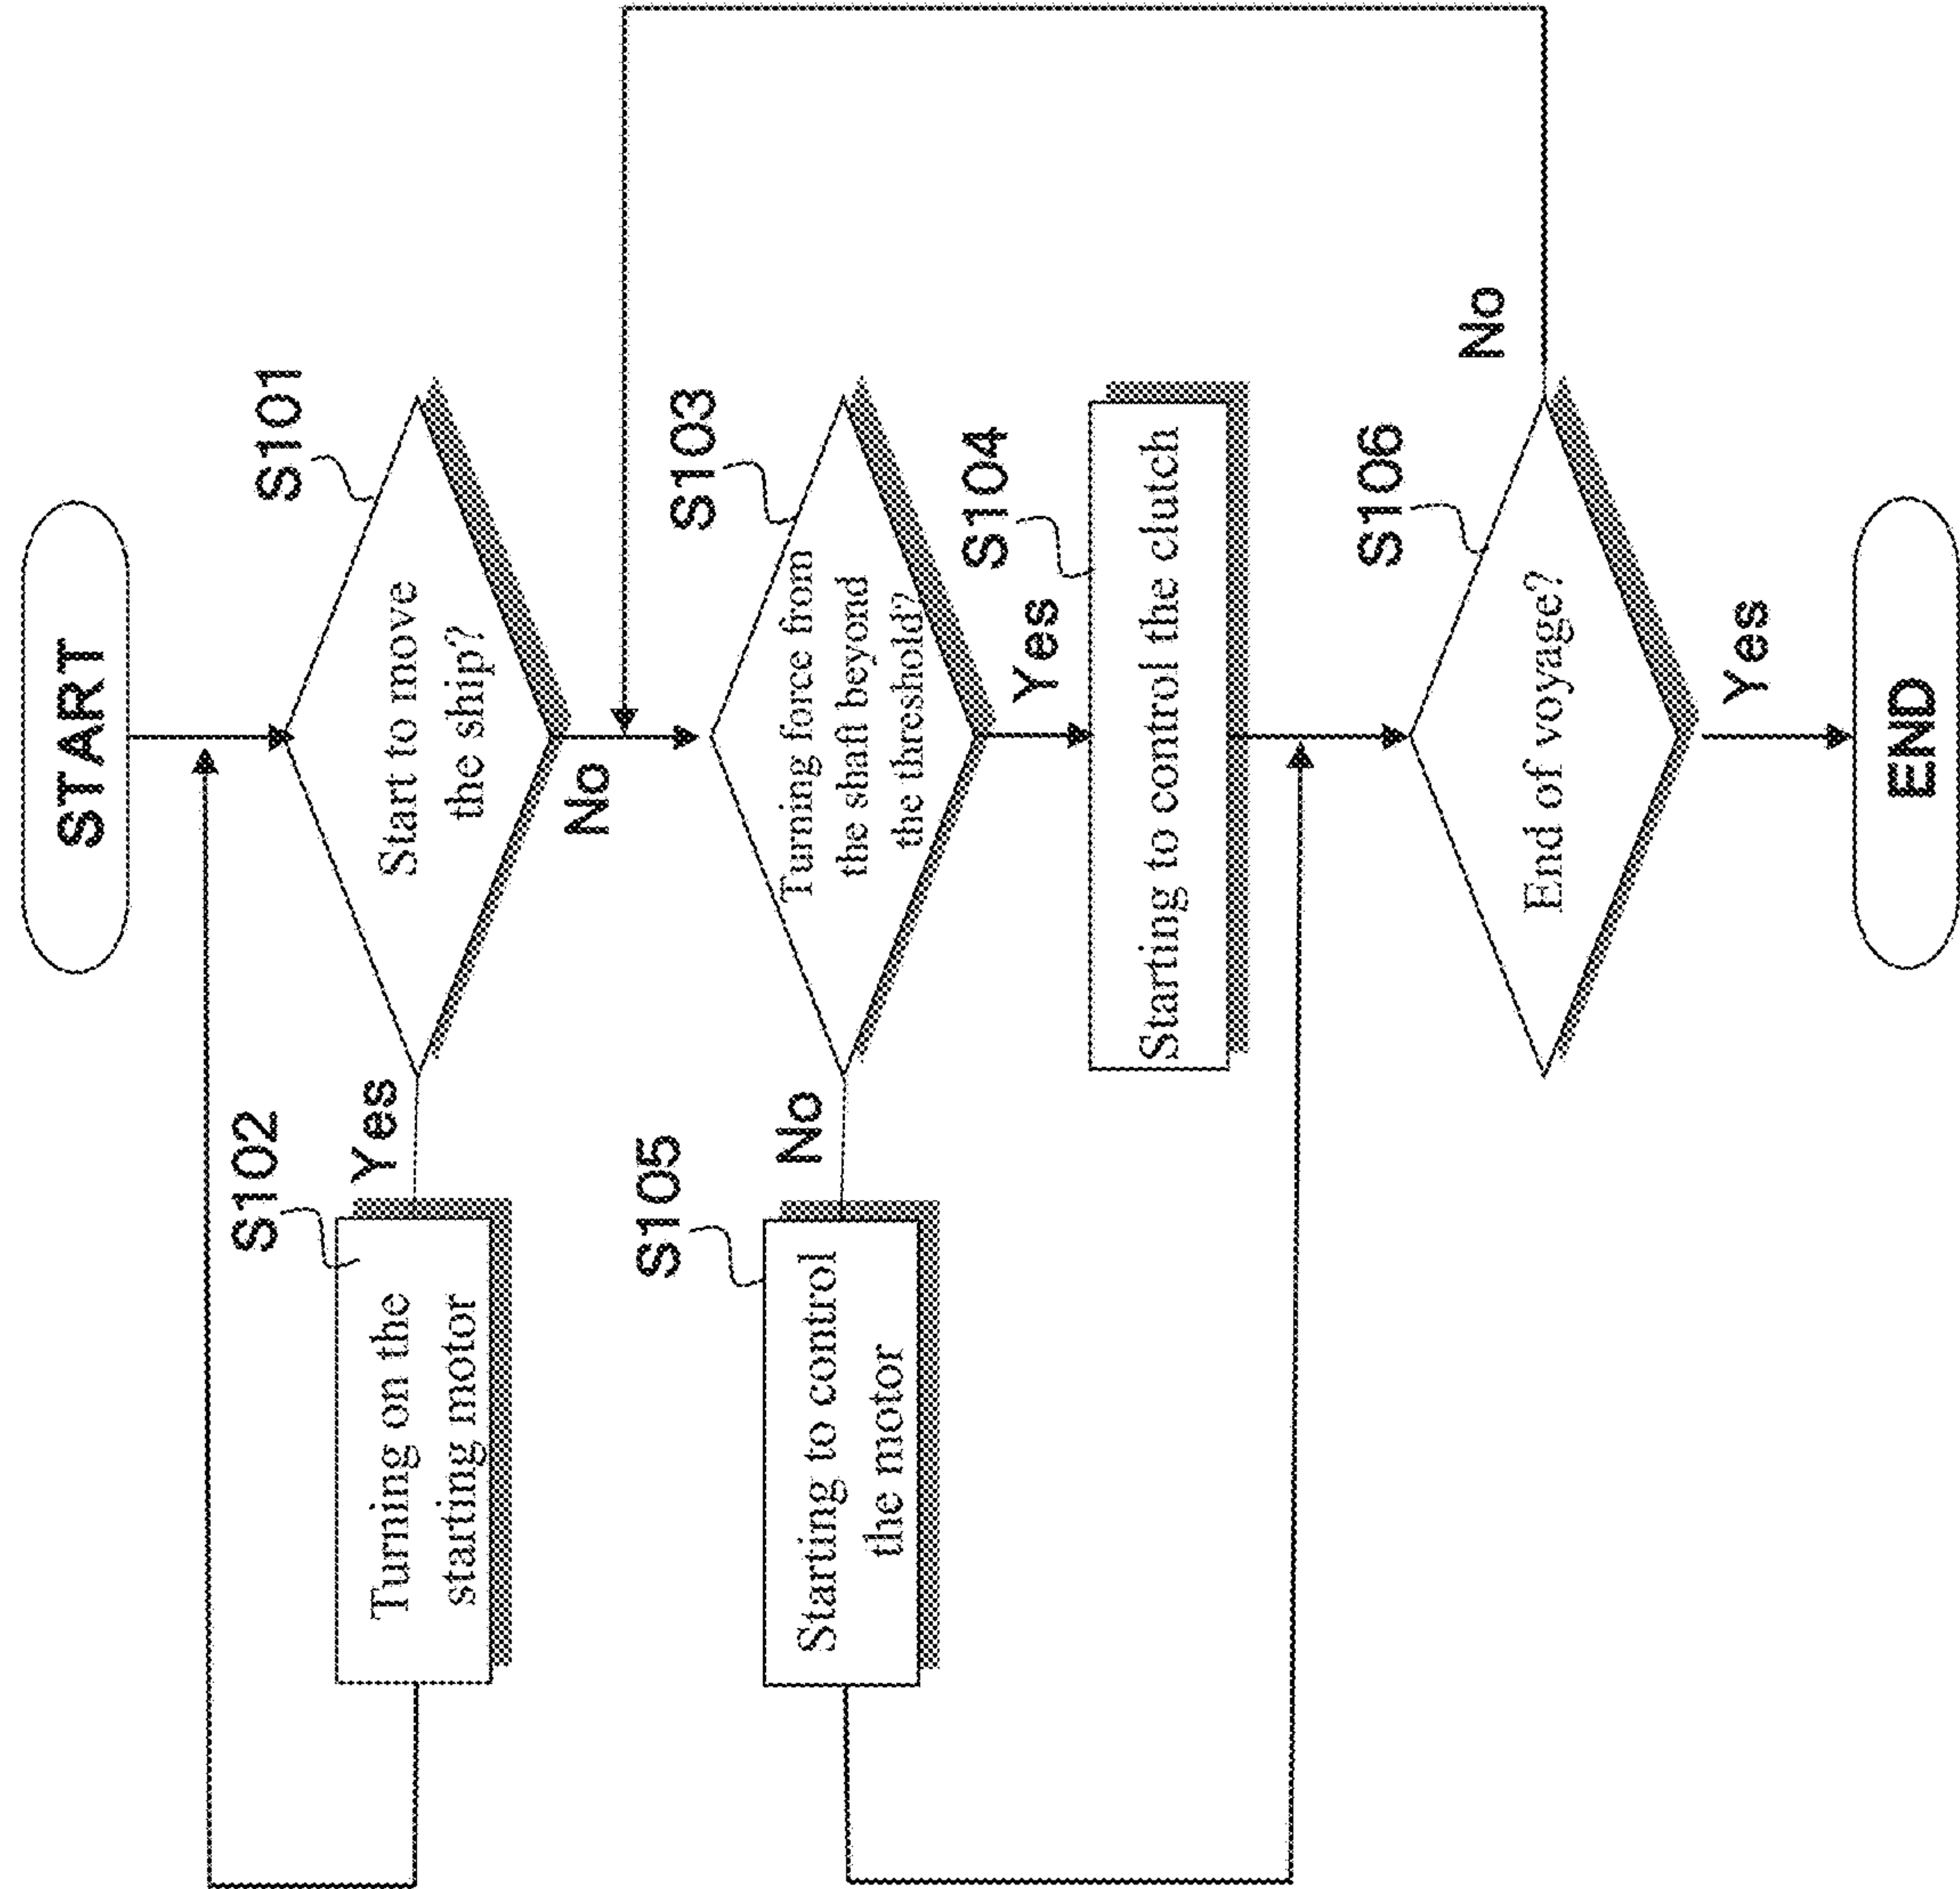 START
S101
Start to move
the ship?
S102
Yes
Turning on the
starting motor
No
S103
Turning force from
the shaft beyond
the threshold?
S105
No
Starting to control
the motor
Yes
S104
Starting to control the clutch
S106
End of voyage?
No
Yes
END